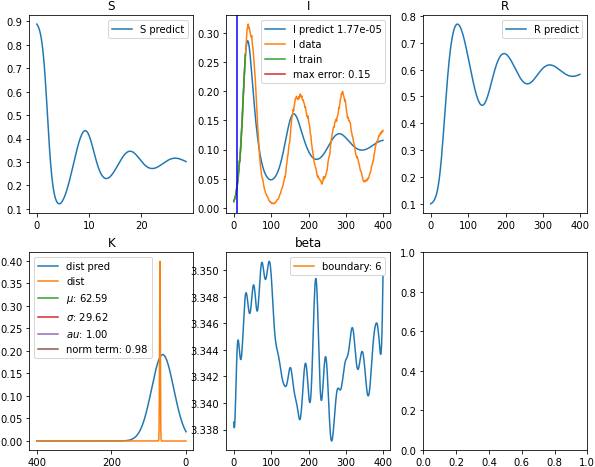 S
I
R
S predict
I predict 1.77e-05
I data
I train
max error: 0.15
R predict
0.9
0.8
0.7
0.6
0.5
0.4
0.3
0.2
0.1
0.30
0.25
0.20
0.15
0.10
0.05
0.00
0.8
0.7
0.6
0.5
0.4
0.3
0.2
0.1
0 10 20
0 100 200 300 400
0 100 200 300 400
K
beta
dist pred
dist
μ: 62.59
σ: 29.62
au: 1.00
norm term: 0.98
boundary: 6
0.40
0.35
0.30
0.25
0.20
0.15
0.10
0.05
0.00
3.350
3.348
3.346
3.344
3.342
3.340
3.338
1.0
0.8
0.6
0.4
0.2
0.0
400 200 0
0 100 200 300 400
0.0 0.2 0.4 0.6 0.8 1.0